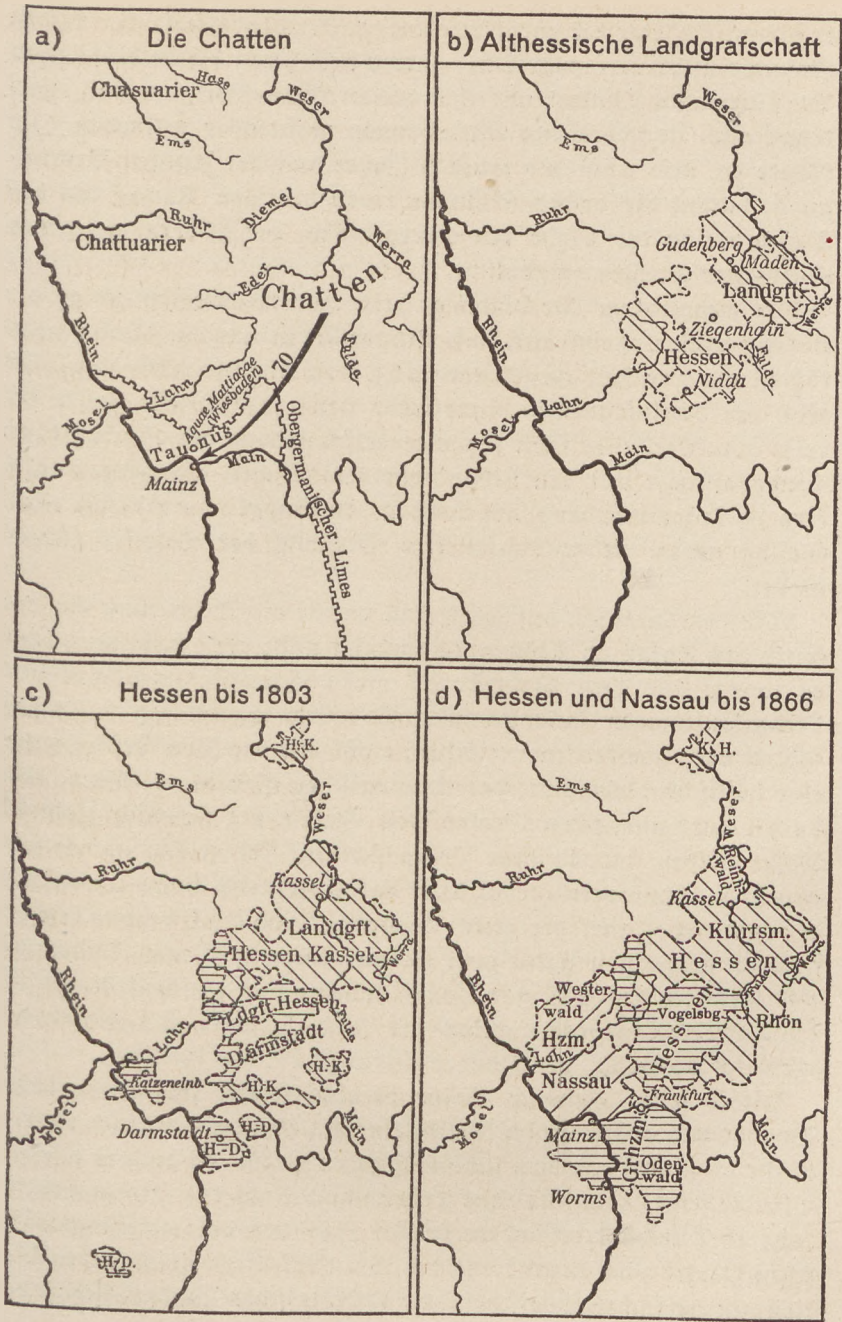 a) Die Chatten
Hase
Chasuarier
Weser
Ems
Diemel
Ruhr
Chattuarier
Werra
Eder
Chatten
Rhein
70
Fulda
Lahn
Aquae Mattiacae
(Wiesbaden)
Mosel
Taunus
Main
Mainz
Obergermanischer Limes
b) Althessische Landgrafschaft
Weser
Ems
Ruhr
Gudenberg
Maden
Landgft.
Werra
Rhein
Ziegenhain
Hessen
Fulda
Nidda
Lahn
Mosel
Main
c) Hessen bis 1803
H.-K.
Ems
Weser
Ruhr
Kassel
Landgft.
Hessen Kassel
Werra
Rhein
Ldgft. Hessen
Fulda
Lahn
Darmstadt
H.-K.
Katzenelnb.
H.-K.
Mosel
Darmstadt
H.-D.
H.-D.
Main
H.-D.
d) Hessen und Nassau bis 1866
K.H.
Ems
Weser
Reinh.
wald
Ruhr
Kassel
Kurfsm.
Hessen
Werra
Rhein
Wester
wald
Vogelsbg.
Fulda
Rhön
Hzm.
Lahn
Nassau
Hessen
Frankfurt
Mosel
Mainz
Grhzm.
Main
Oden
wald
Worms